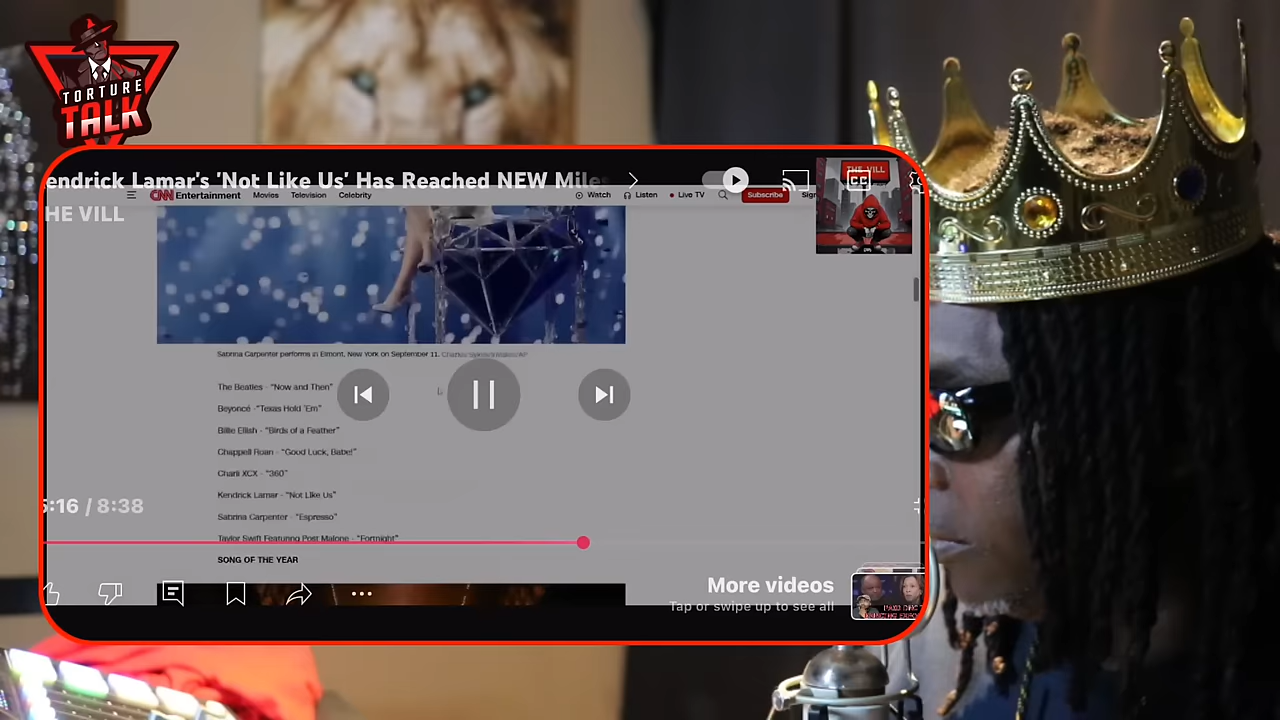 TORTURE
TALK
endrick Lamar's 'Not Like Us' Has Reached NEW Miles
HE VILL
CNN Entertainment Movies Television Celebrity
Watch Listen Live TV Subscribe Sign
THE VILL
CC
Sabrina Carpenter performs in Elmont, New York on September 11.
The Beatles - "Now and Then"
Beyoncé - "Texas Hold 'Em"
Billie Eilish - "Birds of a Feather"
Chappell Roan - "Good Luck, Babe!"
Charli XCX - "360"
Kendrick Lamar - "Not Like Us"
5:16 / 8:38
Sabrina Carpenter - "Espresso"
Taylor Swift Featuring Post Malone - "Fortnight"
SONG OF THE YEAR
More videos
Tap or swipe up to see all